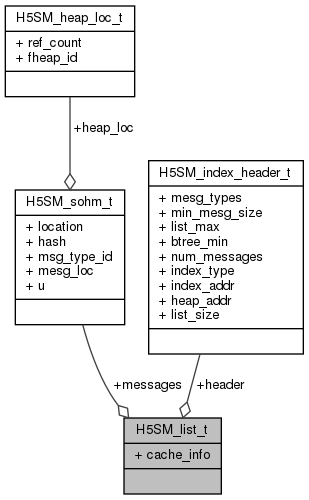 H5SM_heap_loc_t
+ ref_count
+ fheap_id
+heap_loc
H5SM_sohm_t
+ location
+ hash
+ msg_type_id
+ mesg_loc
+ u
H5SM_index_header_t
+ mesg_types
+ min_mesg_size
+ list_max
+ btree_min
+ num_messages
+ index_type
+ index_addr
+ heap_addr
+ list_size
+messages
+header
H5SM_list_t
+ cache_info